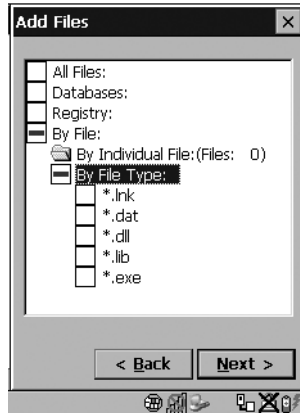 Add Files
All Files:
Databases:
Registry:
By File:
By Individual File:(Files: 0)
By File Type:
*.lnk
*.dat
*.dll
*.lib
*.exe
< Back
Next >